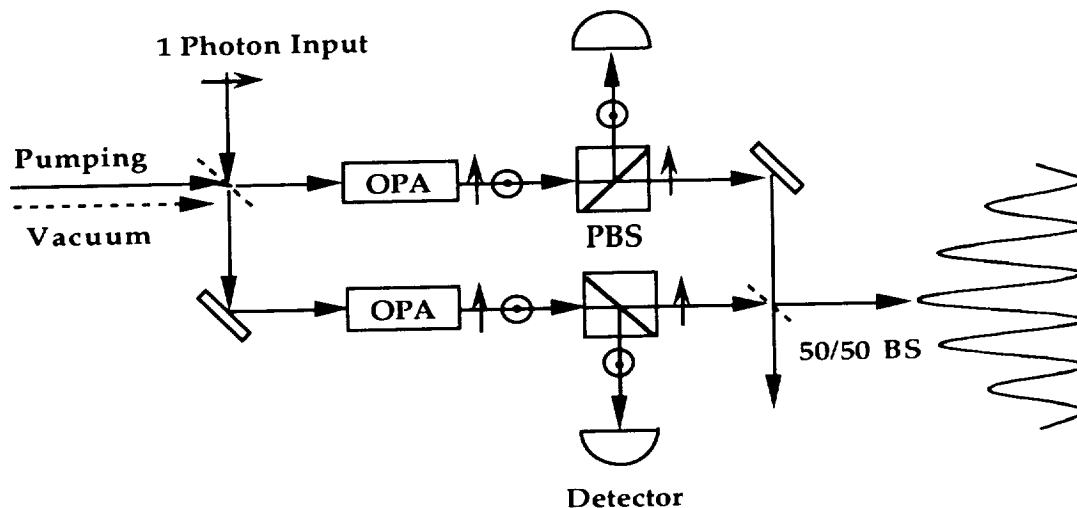 1 Photon Input
Pumping
Vacuum
OPA
PBS
OPA
50/50 BS
Detector